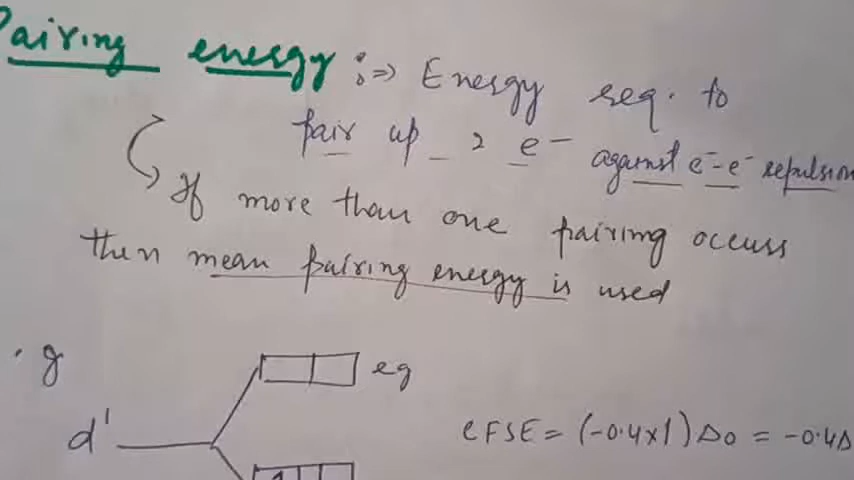 Pairing energy :⇒ Energy req. to
pair up 2 e⁻ against e⁻-e⁻ repulsion
If more than one pairing occurs
then mean pairing energy is used
. g
eg
d¹
CFSE = (-0.4×1) Δo = -0.4Δ